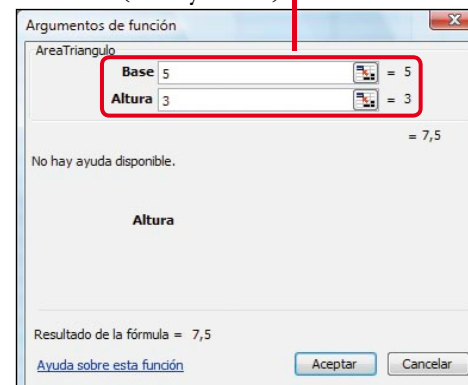 Argumentos de función
AreaTriangulo
Base 5 = 5
Altura 3 = 3
= 7,5
No hay ayuda disponible.
Altura
Resultado de la fórmula = 7,5
Ayuda sobre esta función Aceptar Cancelar